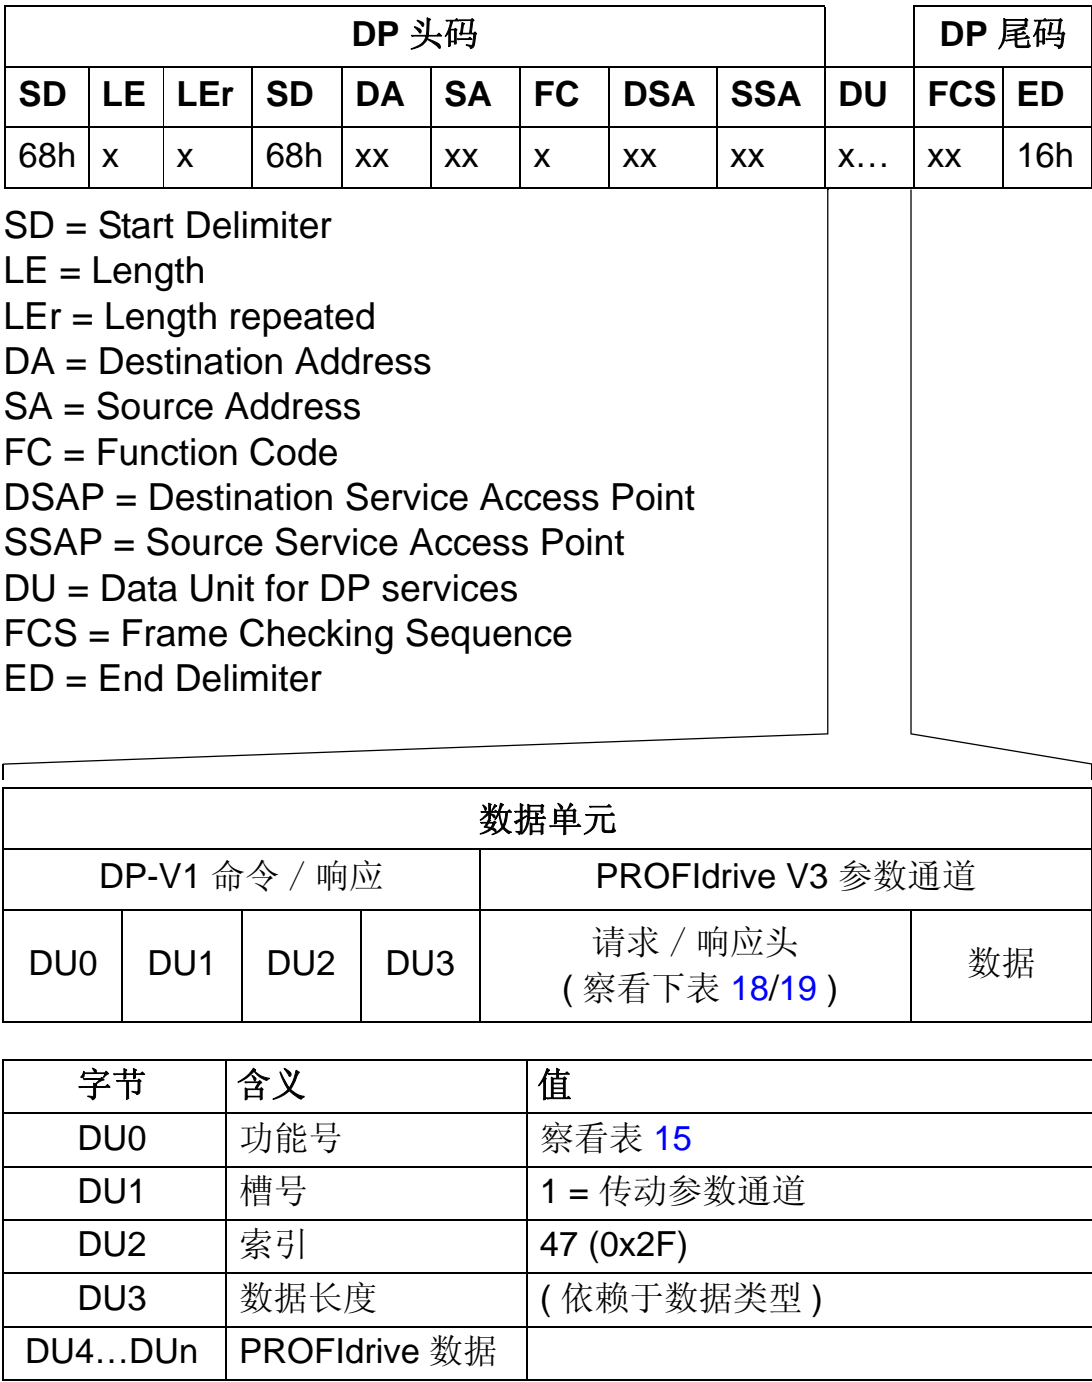 DP 头码 DP 尾码
SD LE LEr SD DA SA FC DSA SSA DU FCS ED
68h x x 68h xx xx x xx xx x… xx 16h
SD = Start Delimiter
LE = Length
LEr = Length repeated
DA = Destination Address
SA = Source Address
FC = Function Code
DSAP = Destination Service Access Point
SSAP = Source Service Access Point
DU = Data Unit for DP services
FCS = Frame Checking Sequence
ED = End Delimiter
数据单元
DP-V1 命令 / 响应 PROFIdrive V3 参数通道
DU0 DU1 DU2 DU3 请求 / 响应头 数据
( 察看下表 18/19 )
字节 含义 值
DU0 功能号 察看表 15
DU1 槽号 1 = 传动参数通道
DU2 索引 47 (0x2F)
DU3 数据长度 ( 依赖于数据类型 )
DU4…DUn PROFIdrive 数据